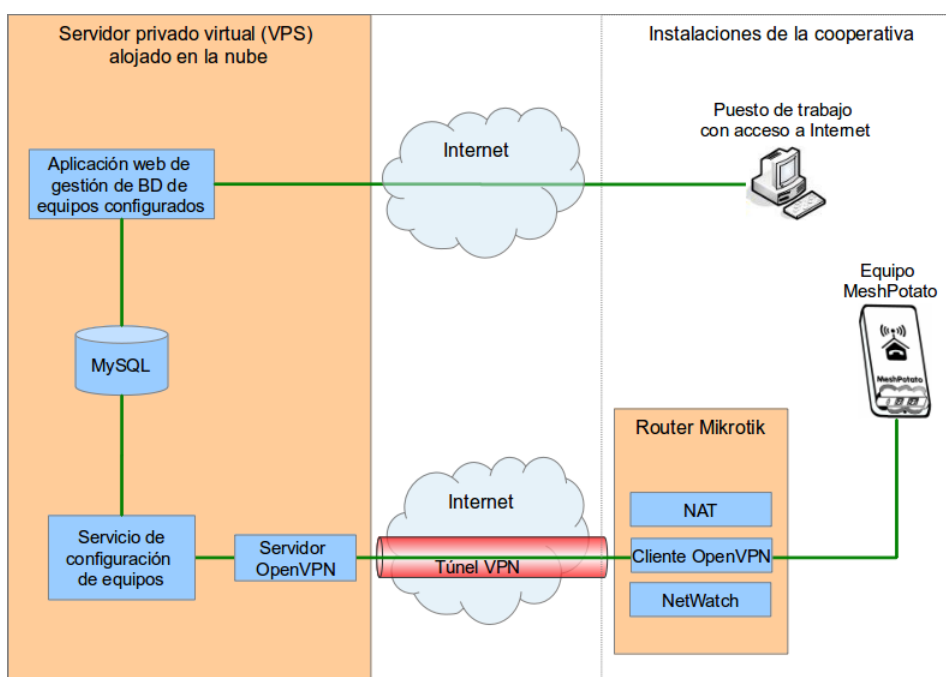 Servidor privado virtual (VPS)
alojado en la nube
Instalaciones de la cooperativa
Internet
Puesto de trabajo
con acceso a Internet
Aplicación web de
gestión de BD de
equipos configurados
Equipo
MeshPotato
MeshPotato
MySQL
Router Mikrotik
Internet
NAT
Servicio de
configuración
de equipos
Servidor
OpenVPN
Túnel VPN
Cliente OpenVPN
NetWatch